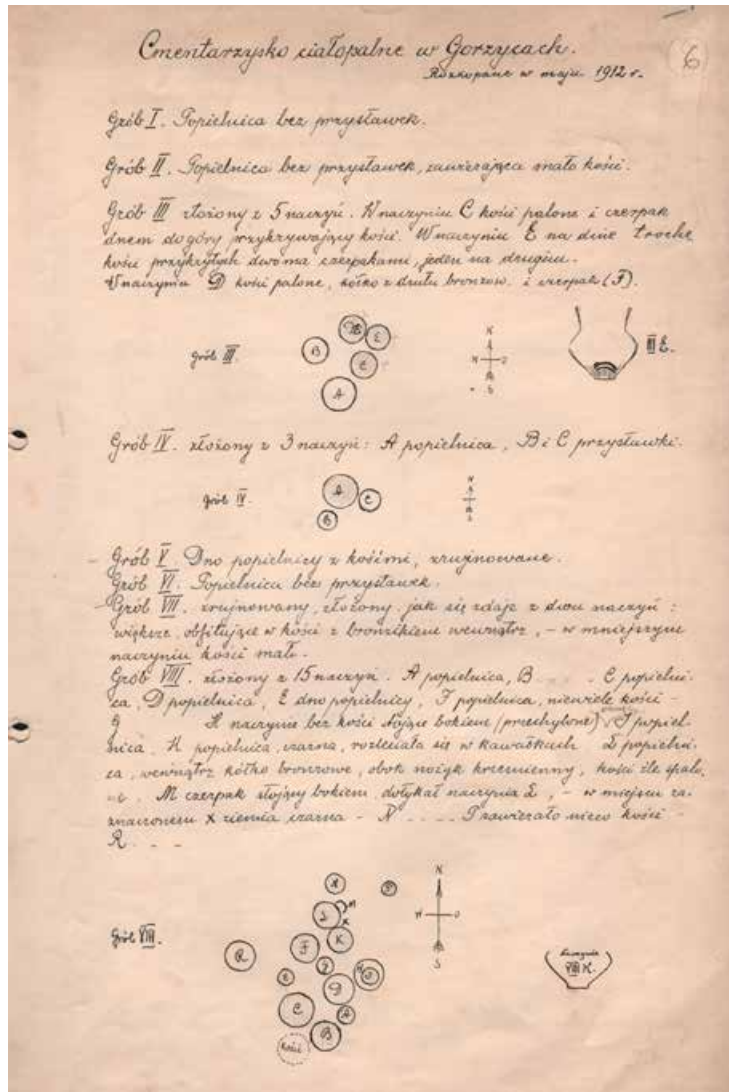 6
Cmentarzysko ciałopalne w Gorzycach.
Rozkopane w maju 1912 r.
Grób I. Popielnica bez przystawek.
Grób II. Popielnica bez przystawek, zawierająca mało kości.
Grób III złożony z 5 naczyń. W naczyniu C kości palone i czerpak
dnem do góry przykrywający kości. W naczyniu E na dnie trochę
kości przykrytych dwoma czerpakami, jeden na drugim.
W naczyniu D kości palone, kółko z drutu bronzow. i czerpak (F).
Grób III.
B
E
C
A
N
W
O
S
III E.
Grób IV. złożony z 3 naczyń: A popielnica, B i C przystawki.
Grób IV.
A
C
B
N
S
Grób V. Dno popielnicy z kośćmi, zrujnowane.
Grób VI. Popielnica bez przystawek.
Grób VII. zrujnowany, złożony jak się zdaje z dwu naczyń:
większe, obfitujące w kości z bronzikiem wewnątrz, - w mniejszym
naczyniu kości mało.
Grób VIII. złożony z 15 naczyń. A popielnica, B . . . . C popielni-
ca, D popielnica, E dno popielnicy, F popielnica, niewiele kości -
G H naczynie bez kości stojące bokiem (przechylone) J popiel-
nica. K popielnica, czarna, rozleciała się w kawałkach L popielni-
ca, wewnątrz kółko bronzowe, obok nożyk krzemienny, kości źle spalo,
ne. M czerpak stojący bokiem, dotykał naczynia L, - w miejscu za-
znaczonem x ziemia czarna - N . . . . P zawierało nieco kości -
R . - -
Grób VIII.
M
x
K
F
R
G
D
C
A
B
kości
N
W
O
S
VIII K.